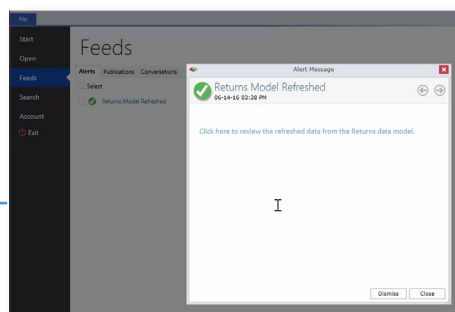 File
Start
Open
Feeds
Search
Account
Exit
Feeds
Alerts Publications Conversations
Select
Returns Model Refreshed
Alert Message
Returns Model Refreshed
06-14-16 03:38 PM
Click here to review the refreshed data from the Returns data model.
Dismiss Close